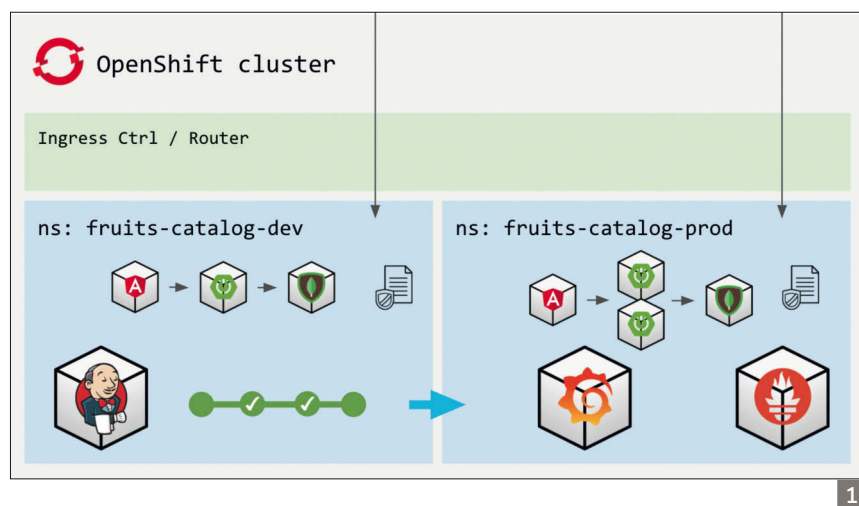 OpenShift cluster
Ingress Ctrl / Router
ns: fruits-catalog-dev
ns: fruits-catalog-prod
A
A
1